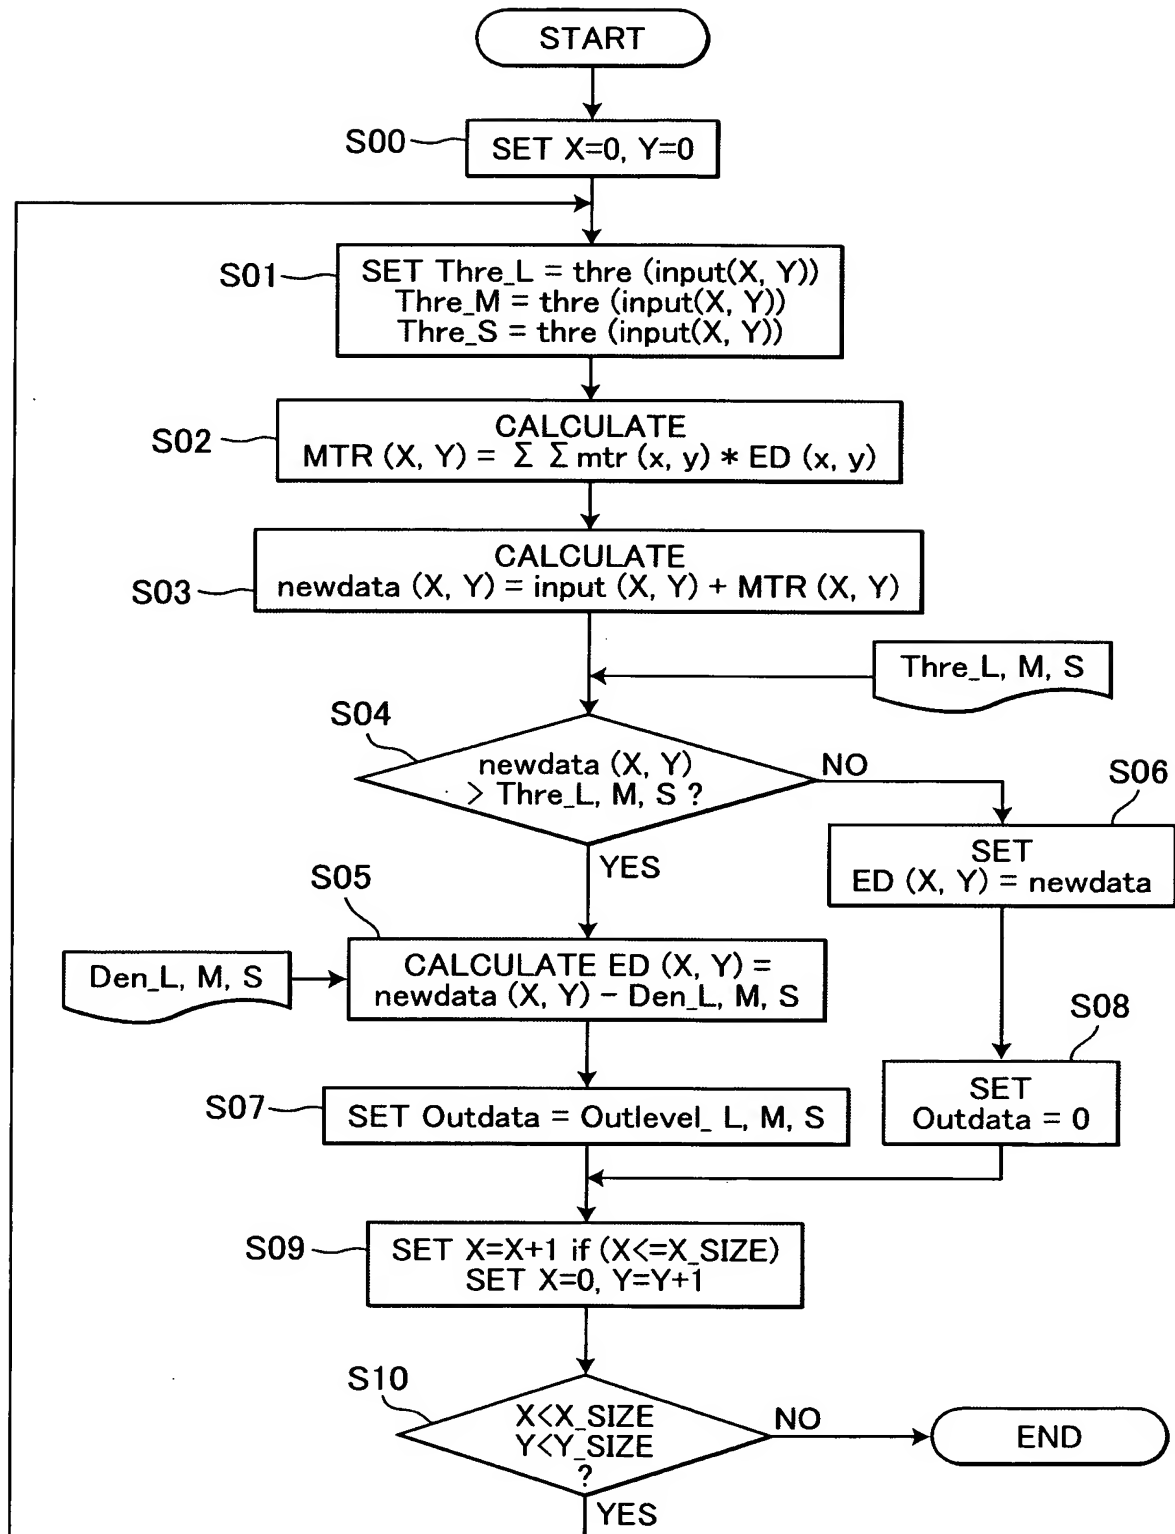 START
S00
SET X=0, Y=0
S01
SET Thre_L = thre (input(X, Y))
Thre_M = thre (input(X, Y))
Thre_S = thre (input(X, Y))
S02
CALCULATE
MTR (X, Y) = Σ Σ mtr (x, y) * ED (x, y)
S03
CALCULATE
newdata (X, Y) = input (X, Y) + MTR (X, Y)
Thre_L, M, S
S04
newdata (X, Y)
> Thre_L, M, S ?
NO
YES
S06
SET
ED (X, Y) = newdata
S05
Den_L, M, S
CALCULATE ED (X, Y) =
newdata (X, Y) - Den_L, M, S
S08
SET
Outdata = 0
S07
SET Outdata = Outlevel_ L, M, S
S09
SET X=X+1 if (X<=X_SIZE)
SET X=0, Y=Y+1
S10
X<X_SIZE
Y<Y_SIZE
?
NO
END
YES